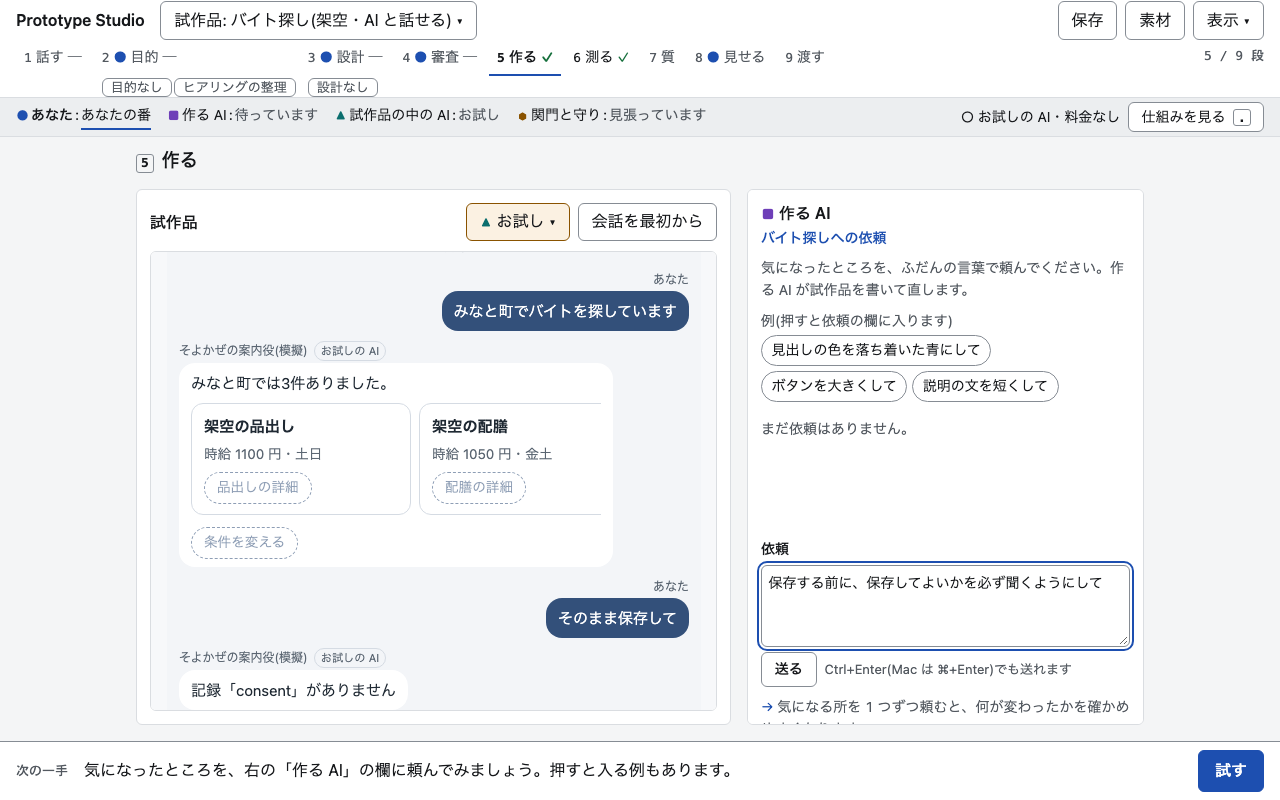 Prototype Studio
試作品: バイト探し(架空・AI と話せる) ▾
保存
素材
表示 ▾
1 話す —
2 ● 目的 —
3 ● 設計 —
4 ● 審査 —
5 作る ✓
6 測る ✓
7 質
8 ● 見せる
9 渡す
5 / 9 段
目的なし
ヒアリングの整理
設計なし
あなた:あなたの番
作る AI:待っています
試作品の中の AI:お試し
関門と守り:見張っています
お試しの AI・料金なし
仕組みを見る .
5 作る
試作品
▲ お試し ▾
会話を最初から
あなた
みなと町でバイトを探しています
そよかぜの案内役(模擬) お試しの AI
みなと町では3件ありました。
架空の品出し
時給 1100 円・土日
品出しの詳細
架空の配膳
時給 1050 円・金土
配膳の詳細
条件を変える
あなた
そのまま保存して
そよかぜの案内役(模擬) お試しの AI
記録「consent」がありません
作る AI
バイト探しへの依頼
気になったところを、ふだんの言葉で頼んでください。作
る AI が試作品を書いて直します。
例(押すと依頼の欄に入ります)
見出しの色を落ち着いた青にして
ボタンを大きくして
説明の文を短くして
まだ依頼はありません。
依頼
保存する前に、保存してよいかを必ず聞くようにして
送る
Ctrl+Enter(Mac は ⌘+Enter)でも送れます
→ 気になる所を 1 つずつ頼むと、何が変わったかを確かめ
次の一手
気になったところを、右の「作る AI」の欄に頼んでみましょう。押すと入る例もあります。
試す